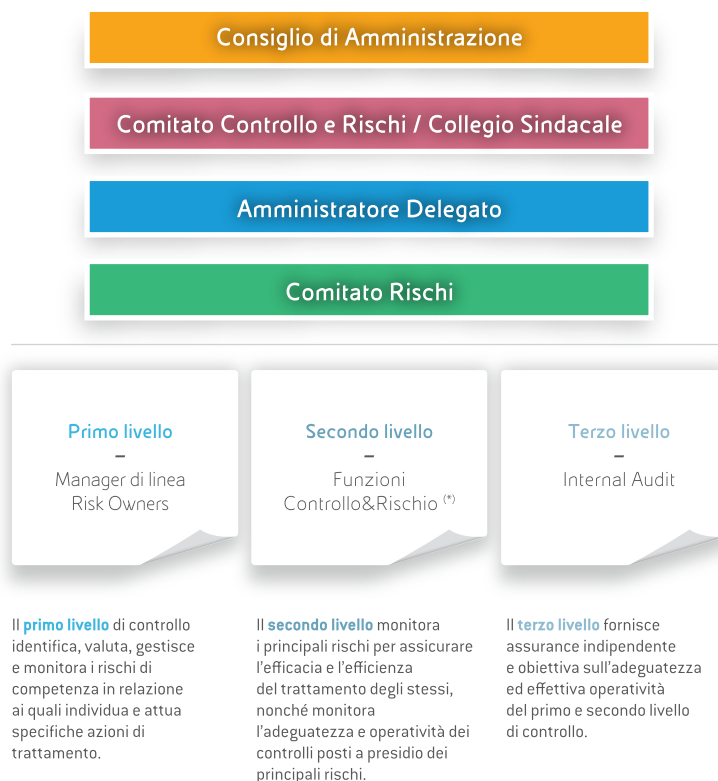 Consiglio di Amministrazione
Comitato Controllo e Rischi / Collegio Sindacale
Amministratore Delegato
Comitato Rischi
Primo livello
–
Manager di linea
Risk Owners
Secondo livello
–
Funzioni
Controllo&Rischio (*)
Terzo livello
–
Internal Audit
Il primo livello di controllo
identifica, valuta, gestisce
e monitora i rischi di
competenza in relazione
ai quali individua e attua
specifiche azioni di
trattamento.
Il secondo livello monitora
i principali rischi per assicurare
l'efficacia e l'efficienza
del trattamento degli stessi,
nonché monitora
l'adeguatezza e operatività dei
controlli posti a presidio dei
principali rischi.
Il terzo livello fornisce
assurance indipendente
e obiettiva sull'adeguatezza
ed effettiva operatività
del primo e secondo livello
di controllo.